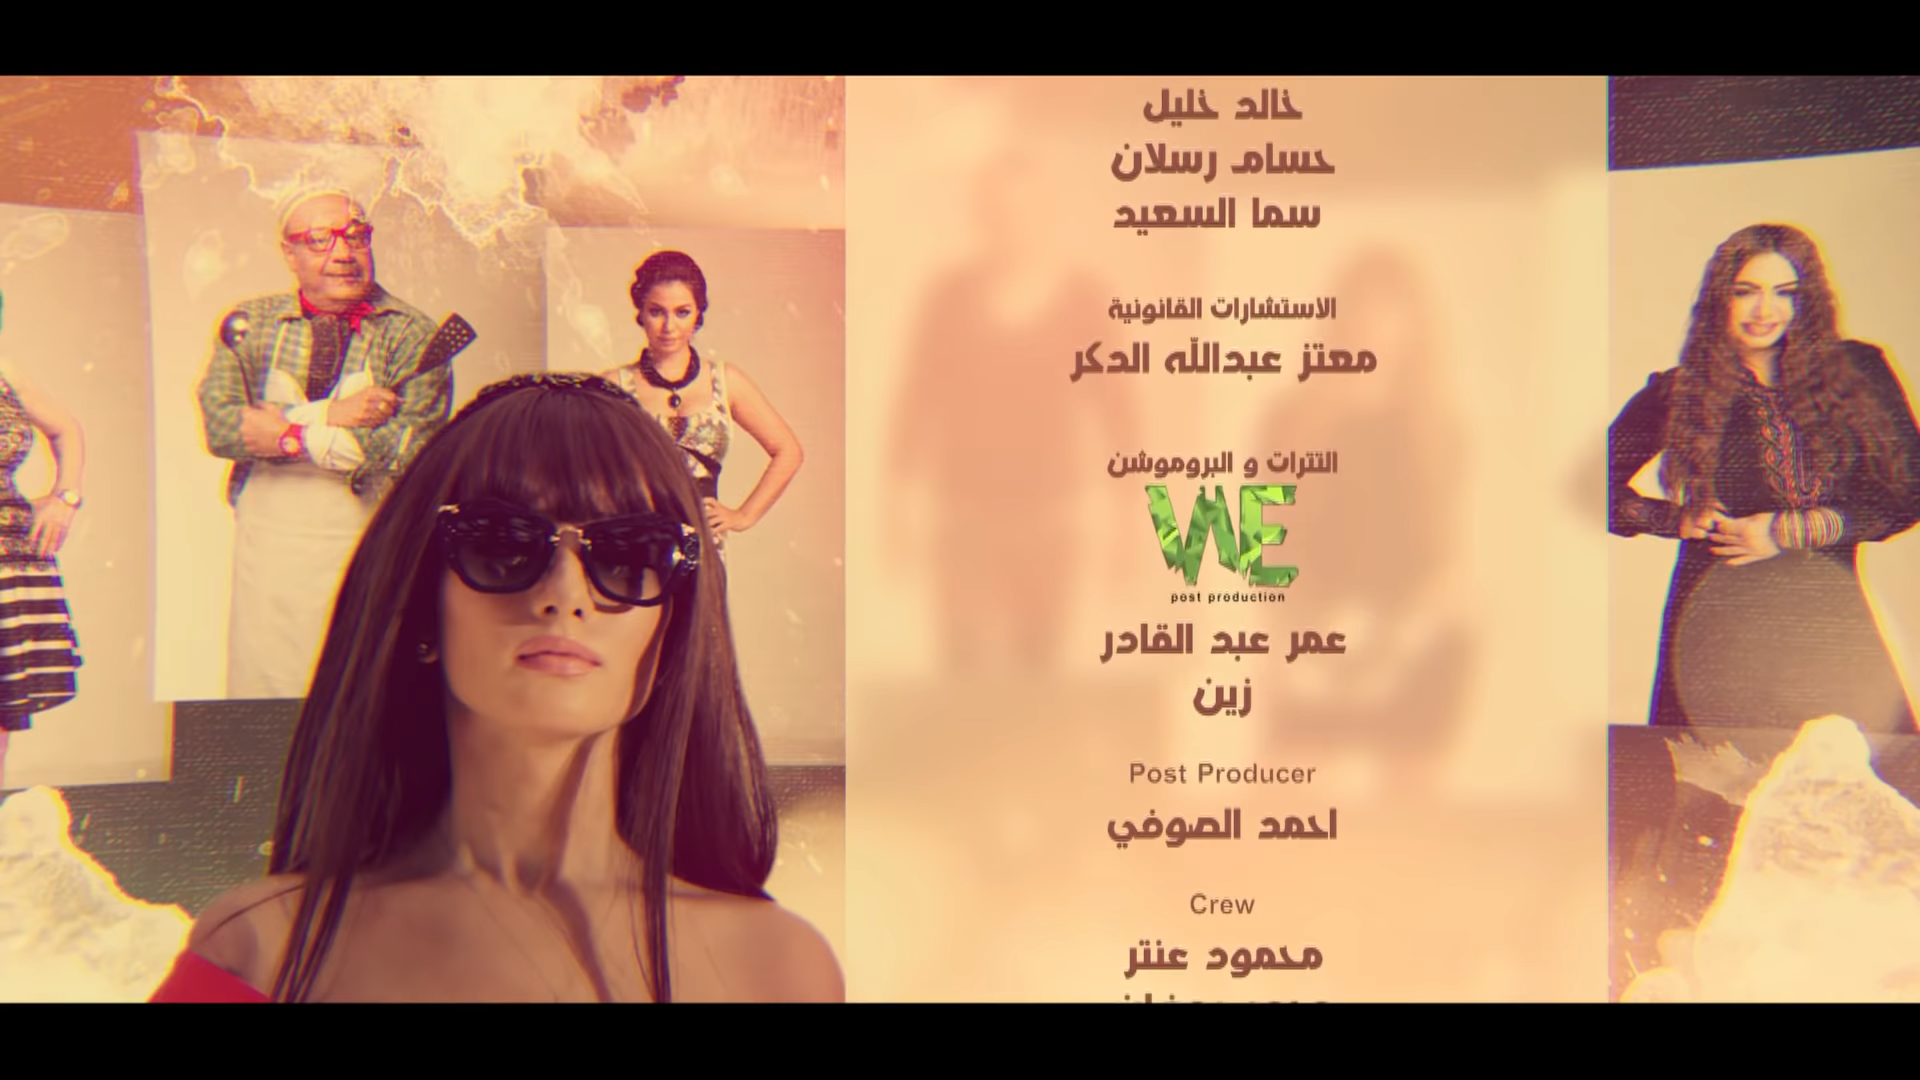 خالد خليل
حسام رسلان
سما السعيد
الاستشارات القانونية
معتز عبدالله الدكر
التترات و البروموشن
WE
post production
عمر عبد القادر
زين
Post Producer
احمد الصوفي
Crew
محمود عنتر